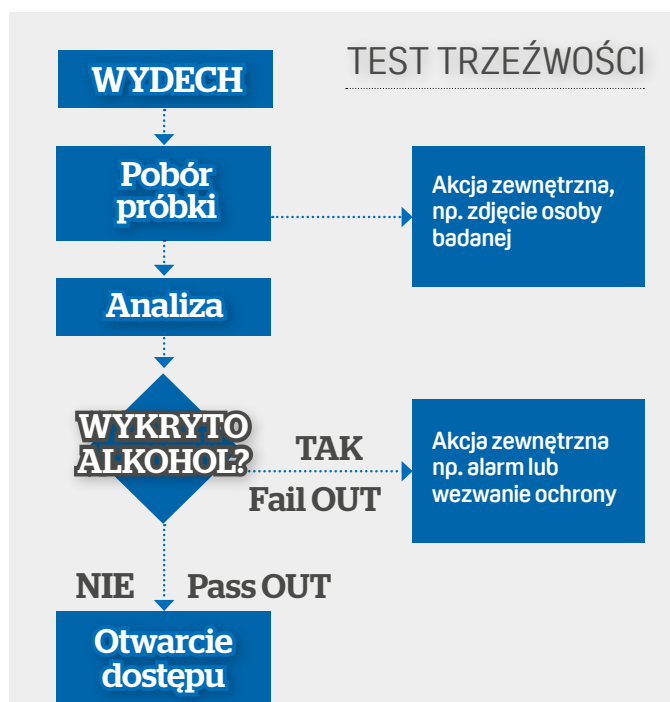 TEST TRZEŹWOŚCI
WYDECH
Pobór
próbki
Akcja zewnętrzna,
np. zdjęcie osoby
badanej
Analiza
WYKRYTO
ALKOHOL?
TAK
Fail OUT
Akcja zewnętrzna
np. alarm lub
wezwanie ochrony
NIE Pass OUT
Otwarcie
dostępu